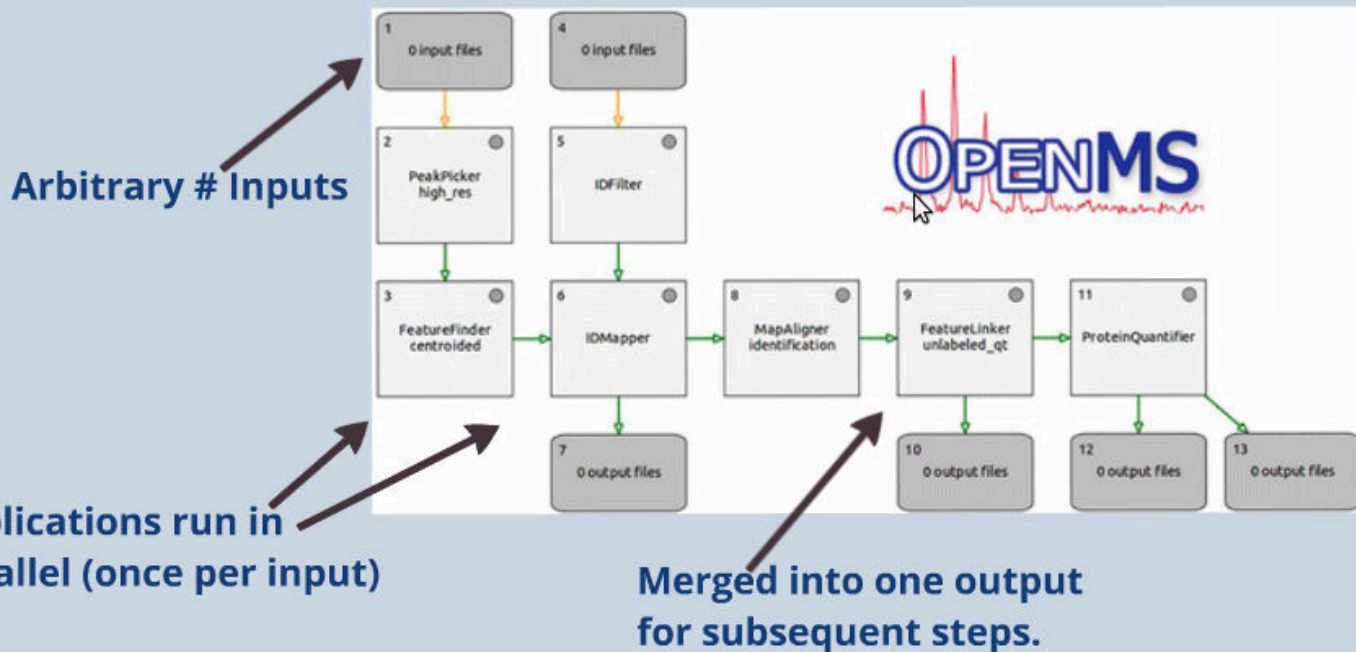 1
0 input files
4
0 input files
2
PeakPicker
high_res
5
IDFilter
OPENMS
Arbitrary # Inputs
3
FeatureFinder
centroided
6
IDMapper
8
MapAligner
identification
9
FeatureLinker
unlabeled_qt
11
ProteinQuantifier
7
0 output files
10
0 output files
12
0 output files
13
0 output files
plications run in
allel (once per input)
Merged into one output
for subsequent steps.